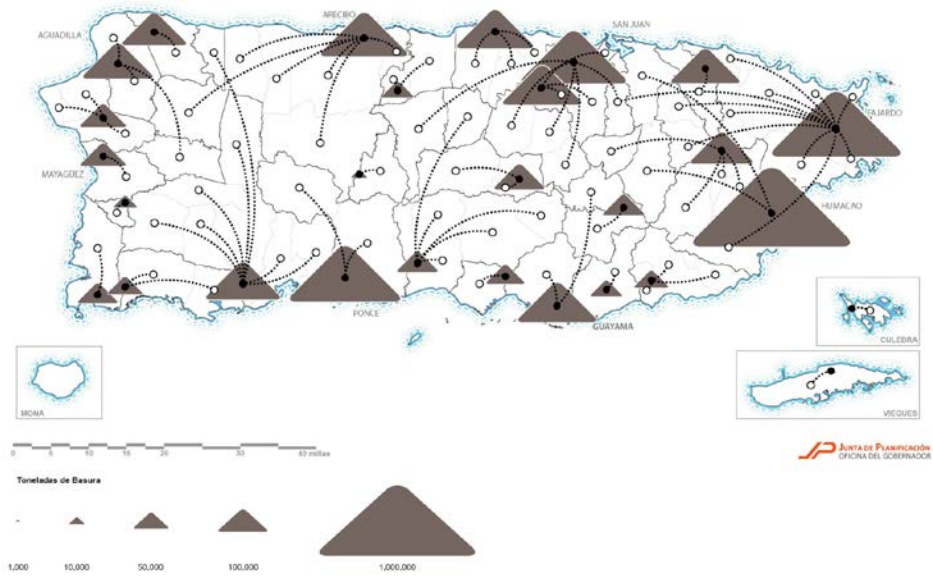 ARECIBO
SAN JUAN
AGUADILLA
FAJARDO
MAYAGÜEZ
HUMACAO
PONCE
GUAYAMA
CULEBRA
VIEQUES
MONA
0 5 10 15 20 30 40 millas
JUNTA DE PLANIFICACIÓN
OFICINA DEL GOBERNADOR
Toneladas de Basura
1,000 10,000 50,000 100,000 1,000,000